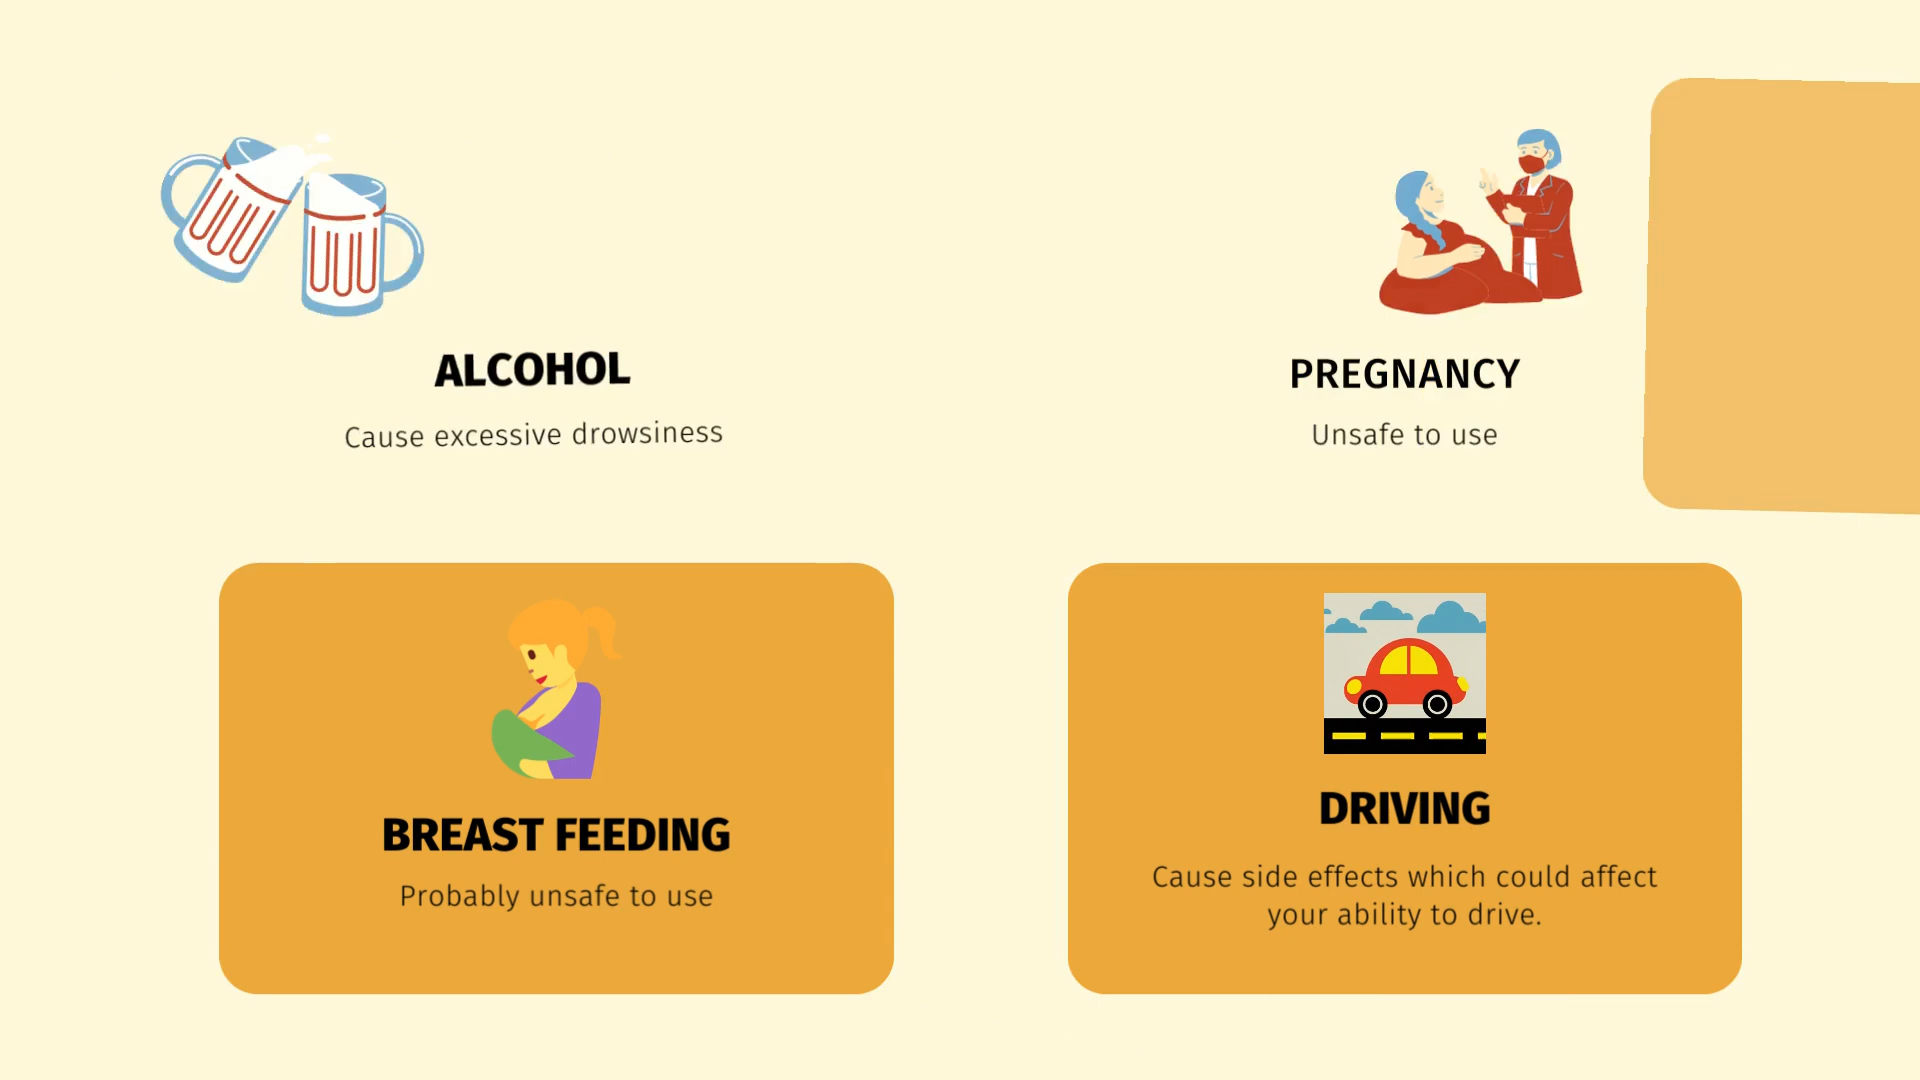 ALCOHOL
Cause excessive drowsiness
PREGNANCY
Unsafe to use
BREAST FEEDING
Probably unsafe to use
DRIVING
Cause side effects which could affect
your ability to drive.